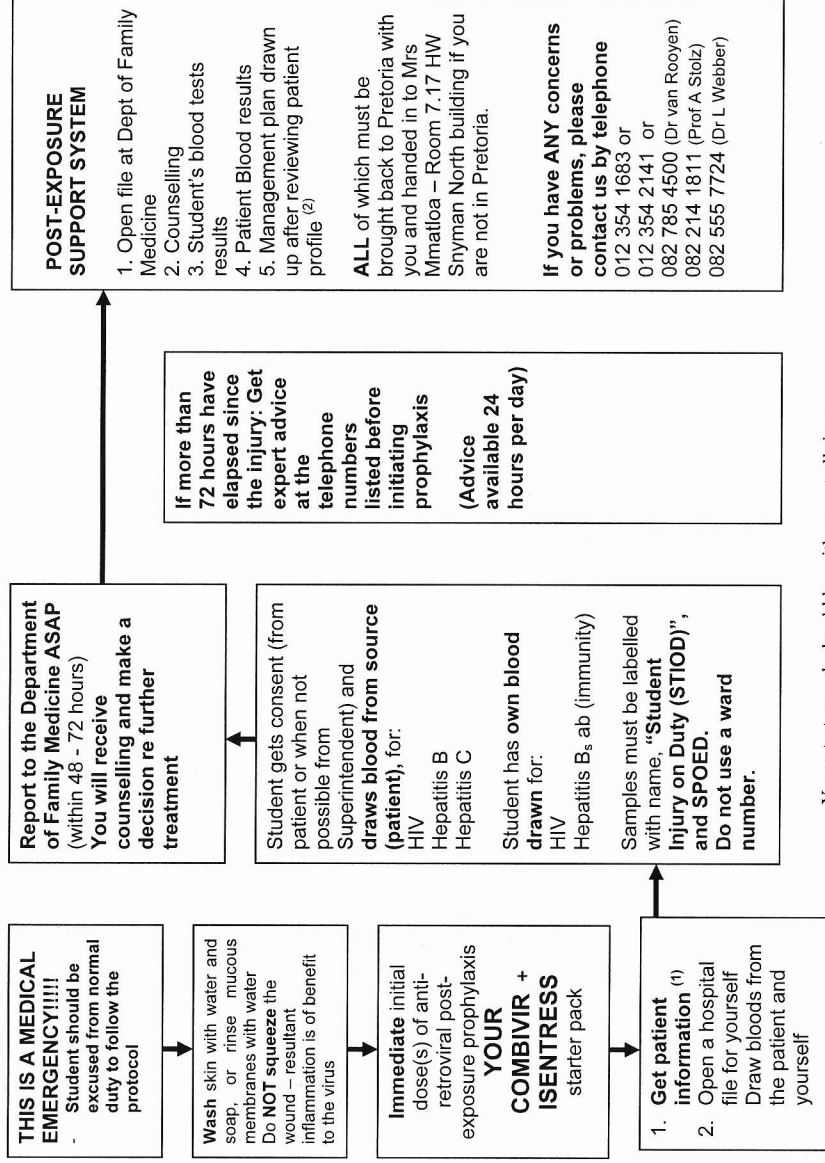 THIS IS A MEDICAL
EMERGENCY!!!!!
- Student should be
excused from normal
duty to follow the
protocol
Wash skin with water and
soap, or rinse mucous
membranes with water
Do NOT squeeze the
wound – resultant
inflammation is of benefit
to the virus
Immediate initial
dose(s) of anti-
retroviral post-
exposure prophylaxis
YOUR
COMBIVIR +
ISENTRESS
starter pack
1. Get patient
information (1)
2. Open a hospital
file for yourself
Draw bloods from
the patient and
yourself
Student gets consent (from
patient or when not
possible from
Superintendent) and
draws blood from source
(patient), for:
HIV
Hepatitis B
Hepatitis C
Student has own blood
drawn for:
HIV
Hepatitis Bs ab (immunity)
Samples must be labelled
with name, "Student
Injury on Duty (STIOD)",
and SPOED.
Do not use a ward
number.
Report to the Department
of Family Medicine ASAP
(within 48 - 72 hours)
You will receive
counselling and make a
decision re further
treatment
If more than
72 hours have
elapsed since
the injury: Get
expert advice
at the
telephone
numbers
listed before
initiating
prophylaxis
(Advice
available 24
hours per day)
POST-EXPOSURE
SUPPORT SYSTEM
1. Open file at Dept of Family
Medicine
2. Counselling
3. Student's blood tests
results
4. Patient Blood results
5. Management plan drawn
up after reviewing patient
profile (2)
ALL of which must be
brought back to Pretoria with
you and handed in to Mrs
Mmatloa – Room 7.17 HW
Snyman North building if you
are not in Pretoria.
If you have ANY concerns
or problems, please
contact us by telephone
012 354 1683 or
012 354 2141 or
082 785 4500 (Dr van Rooyen)
082 214 1811 (Prof A Stolz)
082 555 7724 (Dr L Webber)